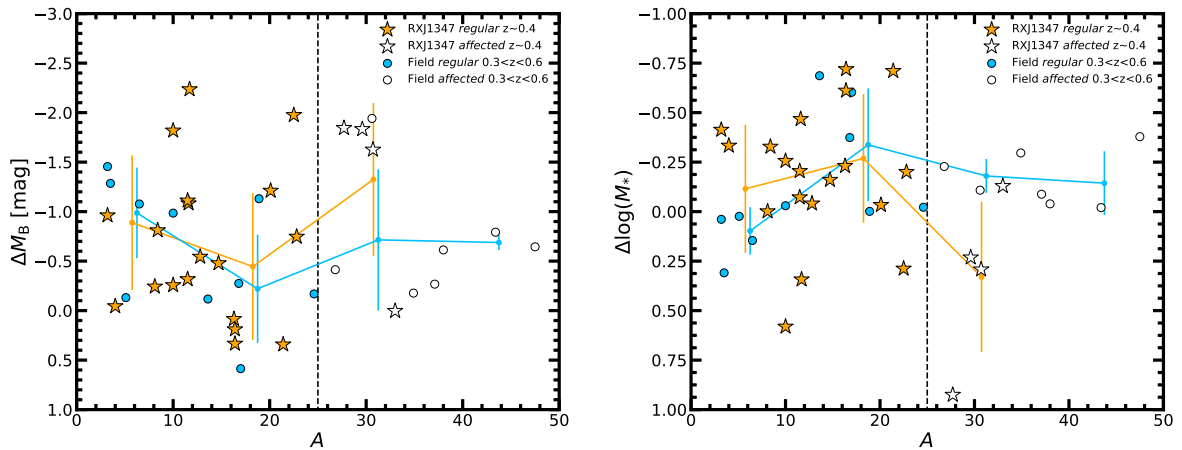 −3.0
−2.5
−2.0
−1.5
−1.0
−0.5
0.0
0.5
1.0
ΔM_B [mag]
0 10 20 30 40 50
A
RXJ1347 regular z~0.4
RXJ1347 affected z~0.4
Field regular 0.3<z<0.6
Field affected 0.3<z<0.6
−1.00
−0.75
−0.50
−0.25
0.00
0.25
0.50
0.75
1.00
Δlog(M_*)
0 10 20 30 40 50
A
RXJ1347 regular z~0.4
RXJ1347 affected z~0.4
Field regular 0.3<z<0.6
Field affected 0.3<z<0.6